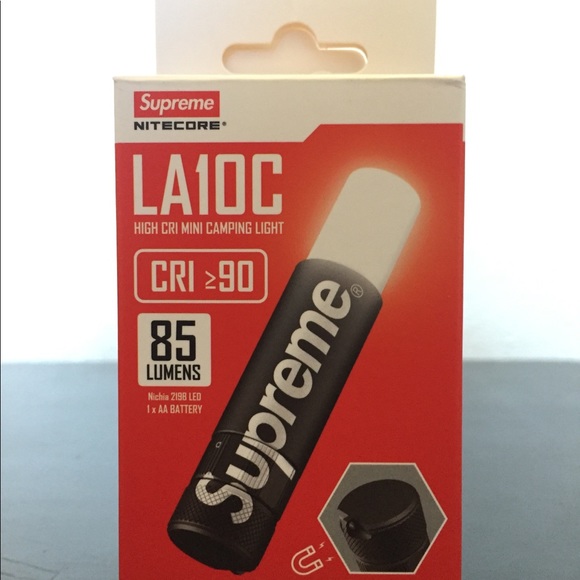 Supreme
NITECORE®
LA10C
HIGH CRI MINI CAMPING LIGHT
CRI ≥90
85
LUMENS
Nichia 219B LED
1 x AA BATTERY
Supreme®